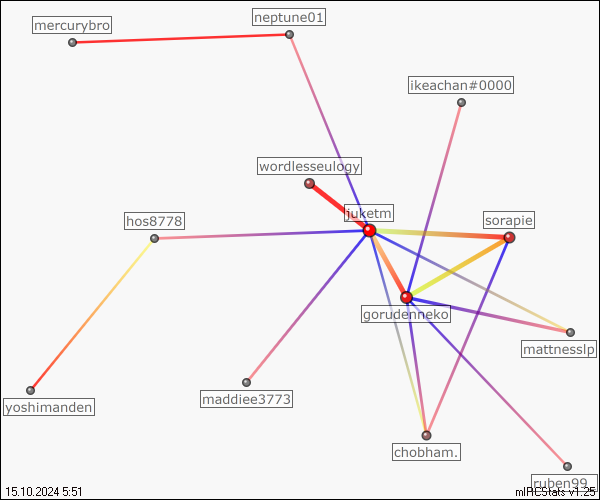 neptune01
mercurybro
ikeachan#0000
wordlesseulogy
juketm
sorapie
hos8778
gorudenneko
mattnesslp
maddiee3773
yoshimanden
chobham.
ruben99_
15.10.2024 5:51
mIRCStats v1.25